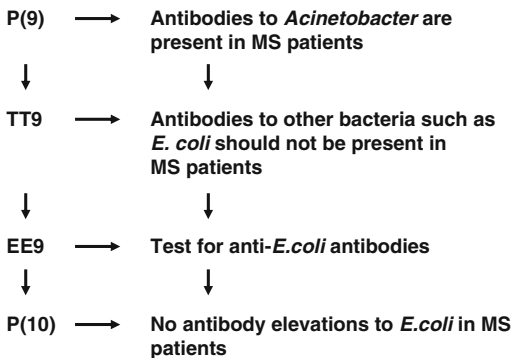 P(9) Antibodies to Acinetobacter are
present in MS patients
TT9 Antibodies to other bacteria such as
E. coli should not be present in
MS patients
EE9 Test for anti-E.coli antibodies
P(10) No antibody elevations to E.coli in MS
patients